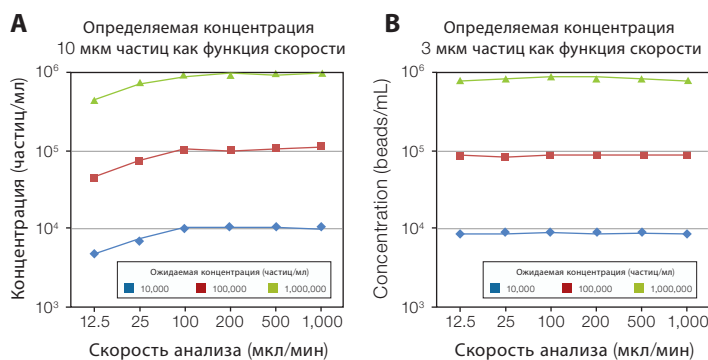 A
Определяемая концентрация
10 мкм частиц как функция скорости
Концентрация (частиц/мл)
10⁶
10⁵
10⁴
10³
Ожидаемая концентрация (частиц/мл)
10,000 100,000 1,000,000
12.5 25 100 200 500 1,000
Скорость анализа (мкл/мин)
B
Определяемая концентрация
3 мкм частиц как функция скорости
Concentration (beads/mL)
10⁶
10⁵
10⁴
10³
Ожидаемая концентрация (частиц/мл)
10,000 100,000 1,000,000
12.5 25 100 200 500 1,000
Скорость анализа (мкл/мин)